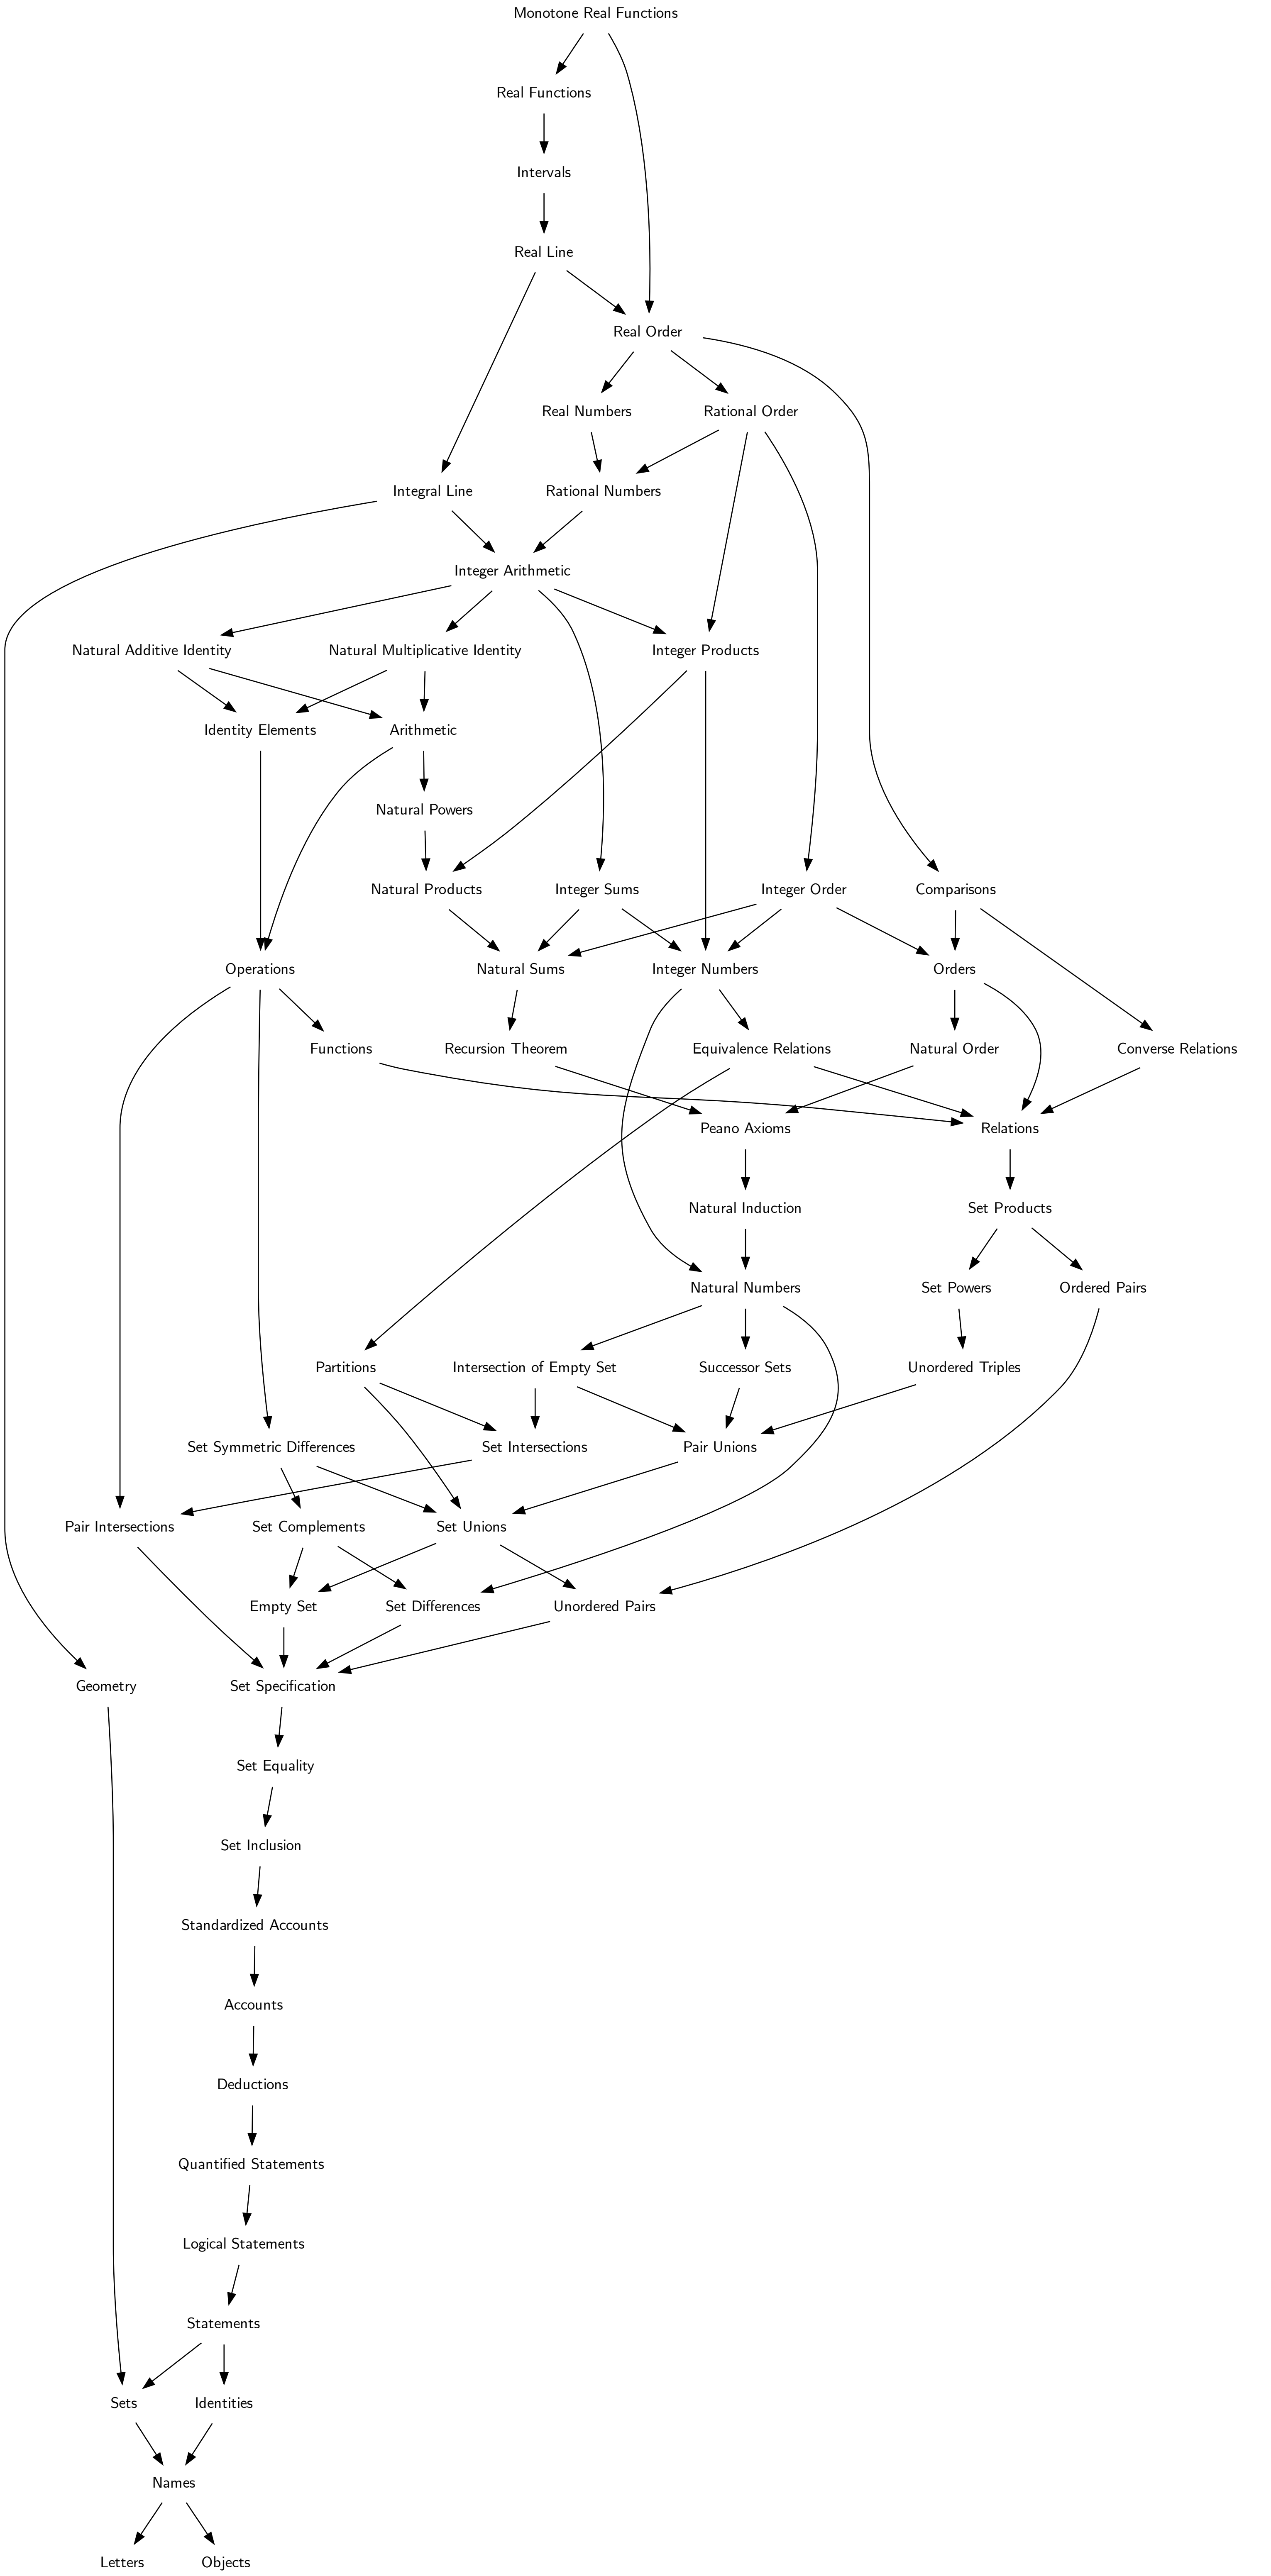 Monotone Real Functions
Real Functions
Intervals
Real Line
Real Order
Real Numbers
Rational Order
Integral Line
Rational Numbers
Integer Arithmetic
Natural Additive Identity
Natural Multiplicative Identity
Integer Products
Identity Elements
Arithmetic
Natural Powers
Natural Products
Integer Sums
Integer Order
Comparisons
Operations
Natural Sums
Integer Numbers
Orders
Functions
Recursion Theorem
Equivalence Relations
Natural Order
Converse Relations
Peano Axioms
Relations
Natural Induction
Set Products
Natural Numbers
Set Powers
Ordered Pairs
Partitions
Intersection of Empty Set
Successor Sets
Unordered Triples
Set Symmetric Differences
Set Intersections
Pair Unions
Pair Intersections
Set Complements
Set Unions
Empty Set
Set Differences
Unordered Pairs
Geometry
Set Specification
Set Equality
Set Inclusion
Standardized Accounts
Accounts
Deductions
Quantified Statements
Logical Statements
Statements
Sets
Identities
Names
Letters
Objects